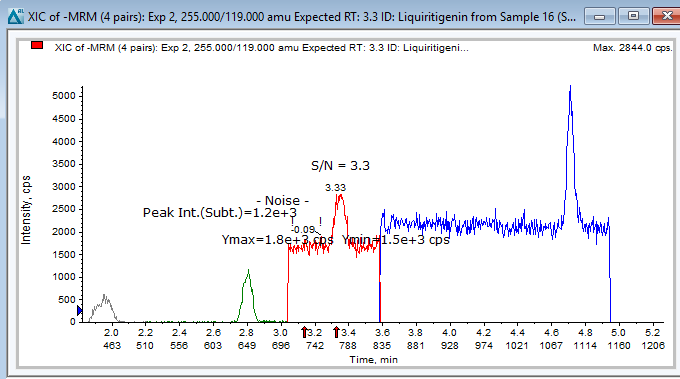 XIC of -MRM (4 pairs): Exp 2, 255.000/119.000 amu Expected RT: 3.3 ID: Liquiritigenin from Sample 16 (S...
XIC of -MRM (4 pairs): Exp 2, 255.000/119.000 amu Expected RT: 3.3 ID: Liquiritigenin from Sample 16 (S...
Max. 2844.0 cps.
5000
4500
4000
3500
3000
2500
2000
1500
1000
500
0
Intensity, cps
S/N = 3.3
3.33
- Noise -
Peak Int.(Subt.)=1.2e+3
-0.09
Ymax=1.8e+3 cps Ymin=1.5e+3 cps
2.0 2.2 2.4 2.6 2.8 3.0 3.2 3.4 3.6 3.8 4.0 4.2 4.4 4.6 4.8 5.0 5.2
463 510 556 603 649 696 742 788 835 881 928 974 1021 1067 1114 1160 1206
Time, min